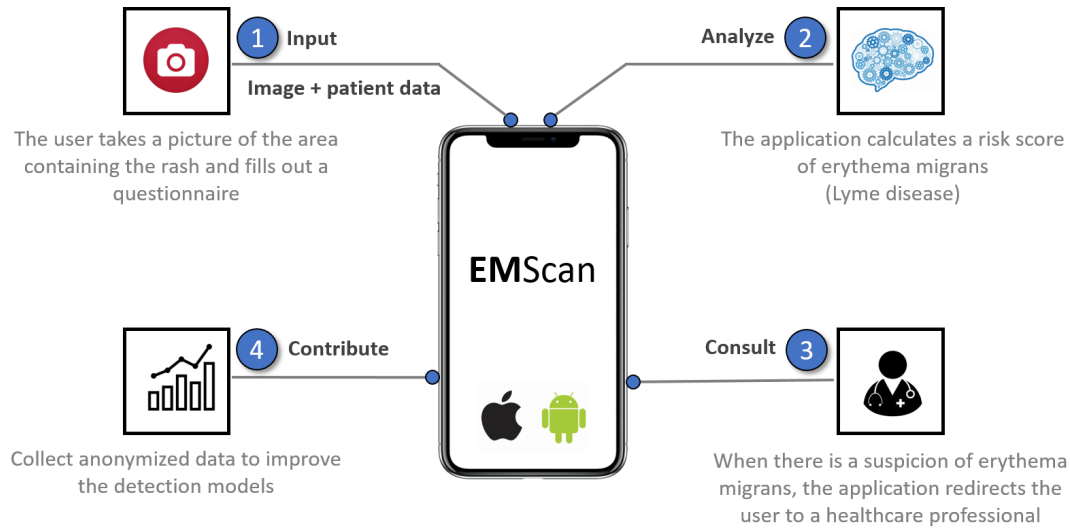 1 Input
Image + patient data
The user takes a picture of the area
containing the rash and fills out a
questionnaire
Analyze 2
The application calculates a risk score
of erythema migrans
(Lyme disease)
EMScan
Consult 3
When there is a suspicion of erythema
migrans, the application redirects the
user to a healthcare professional
4 Contribute
Collect anonymized data to improve
the detection models